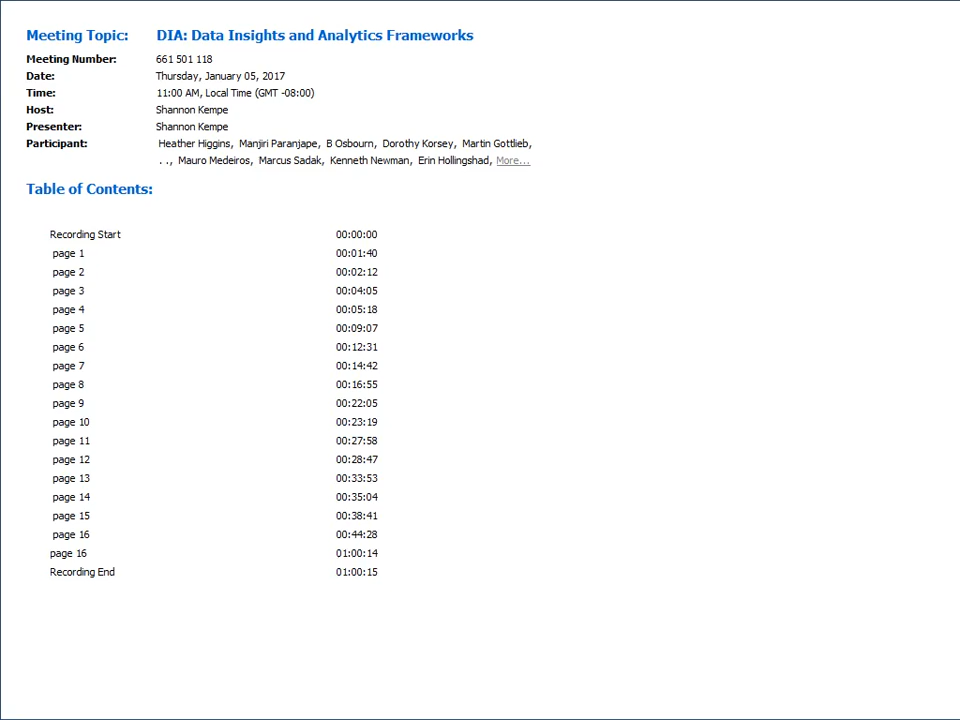 Meeting Topic: DIA: Data Insights and Analytics Frameworks
Meeting Number: 661 501 118
Date: Thursday, January 05, 2017
Time: 11:00 AM, Local Time (GMT -08:00)
Host: Shannon Kempe
Presenter: Shannon Kempe
Participant: Heather Higgins, Manjiri Paranjape, B Osbourn, Dorothy Korsey, Martin Gottlieb,
. ., Mauro Medeiros, Marcus Sadak, Kenneth Newman, Erin Hollingshad, More...
Table of Contents:
Recording Start 00:00:00
page 1 00:01:40
page 2 00:02:12
page 3 00:04:05
page 4 00:05:18
page 5 00:09:07
page 6 00:12:31
page 7 00:14:42
page 8 00:16:55
page 9 00:22:05
page 10 00:23:19
page 11 00:27:58
page 12 00:28:47
page 13 00:33:53
page 14 00:35:04
page 15 00:38:41
page 16 00:44:28
page 16 01:00:14
Recording End 01:00:15